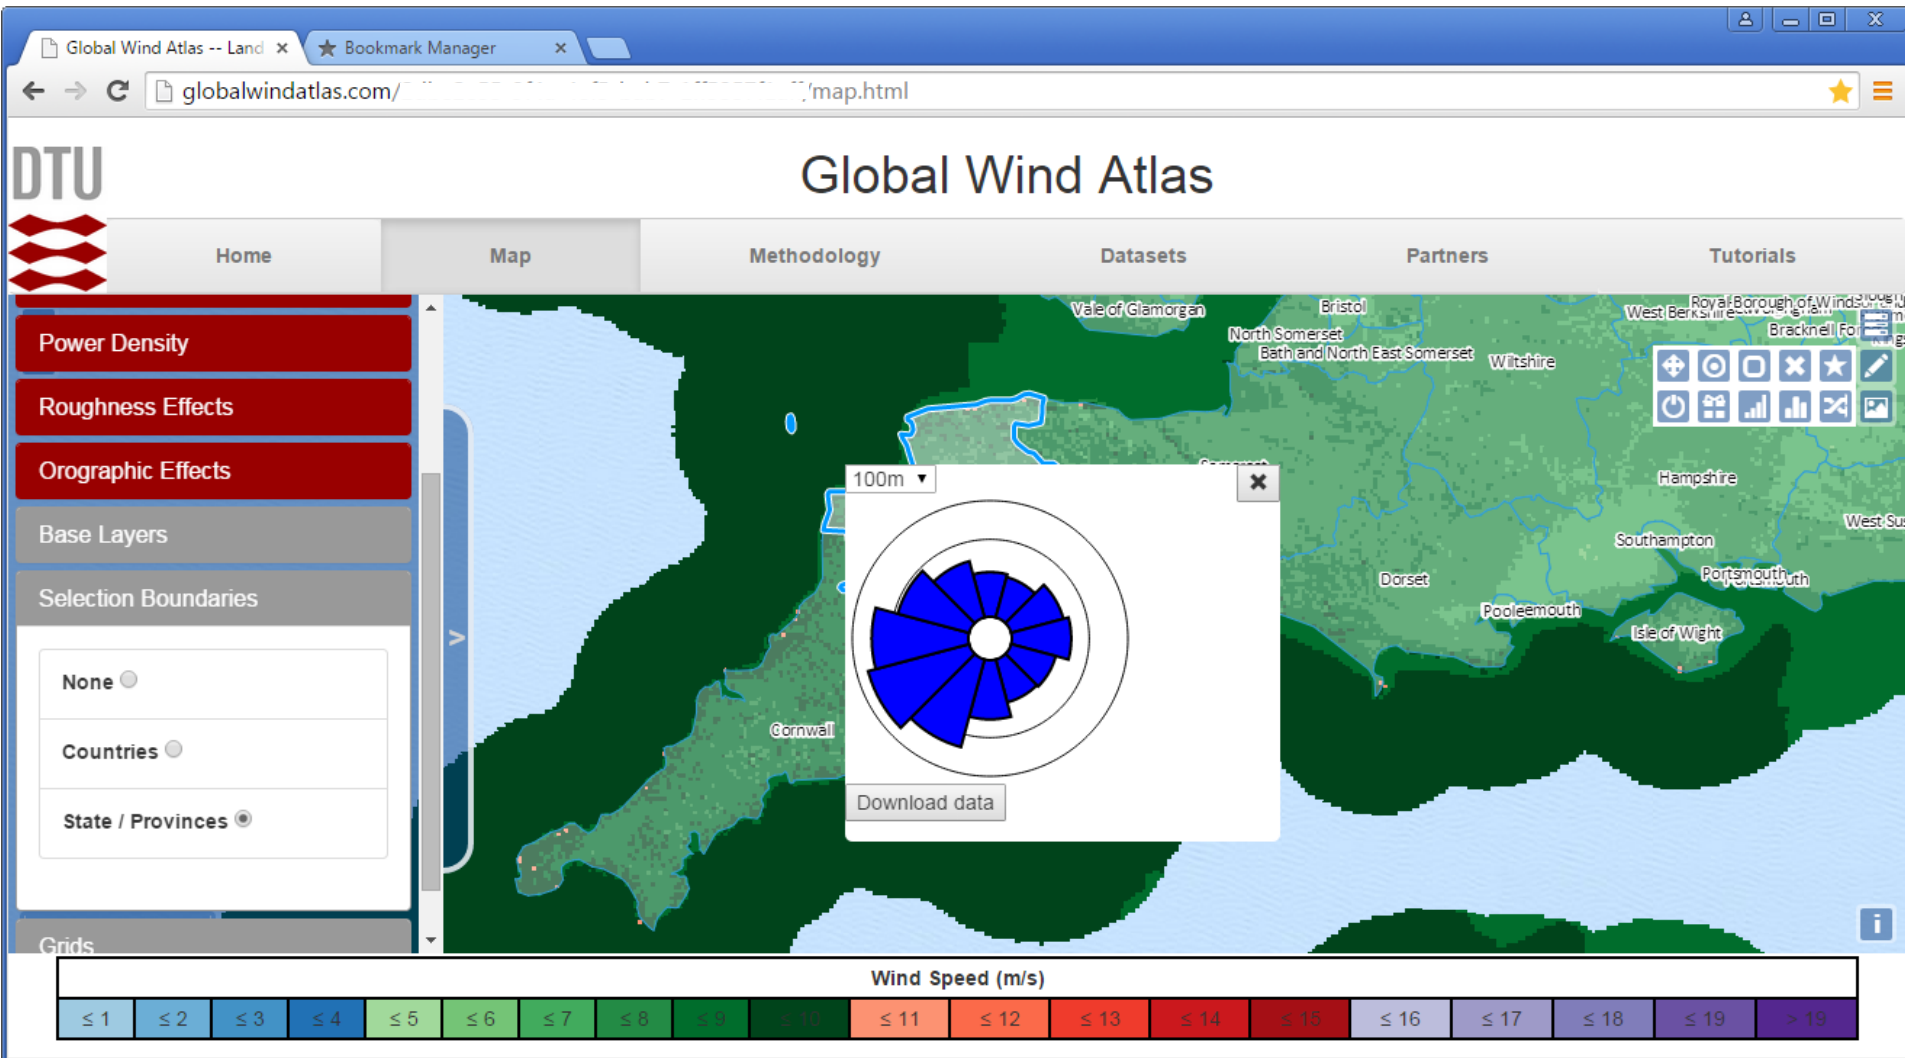 Global Wind Atlas -- Land
Bookmark Manager
globalwindatlas.com/
/map.html
DTU
Global Wind Atlas
Home
Map
Methodology
Datasets
Partners
Tutorials
Power Density
Roughness Effects
Orographic Effects
Base Layers
Selection Boundaries
None
Countries
State / Provinces
Grids
>
Vale of Glamorgan
Bristol
North Somerset
Bath and North East Somerset
Wiltshire
West Berkshire
Royal Borough of Winds
Bracknell For
Hampshire
West Sus
Southampton
Portsmouth
Dorset
Isle of Wight
Cornwall
100m
Download data
i
Wind Speed (m/s)
≤ 1
≤ 2
≤ 3
≤ 4
≤ 5
≤ 6
≤ 7
≤ 8
≤ 9
≤ 10
≤ 11
≤ 12
≤ 13
≤ 14
≤ 15
≤ 16
≤ 17
≤ 18
≤ 19
> 19